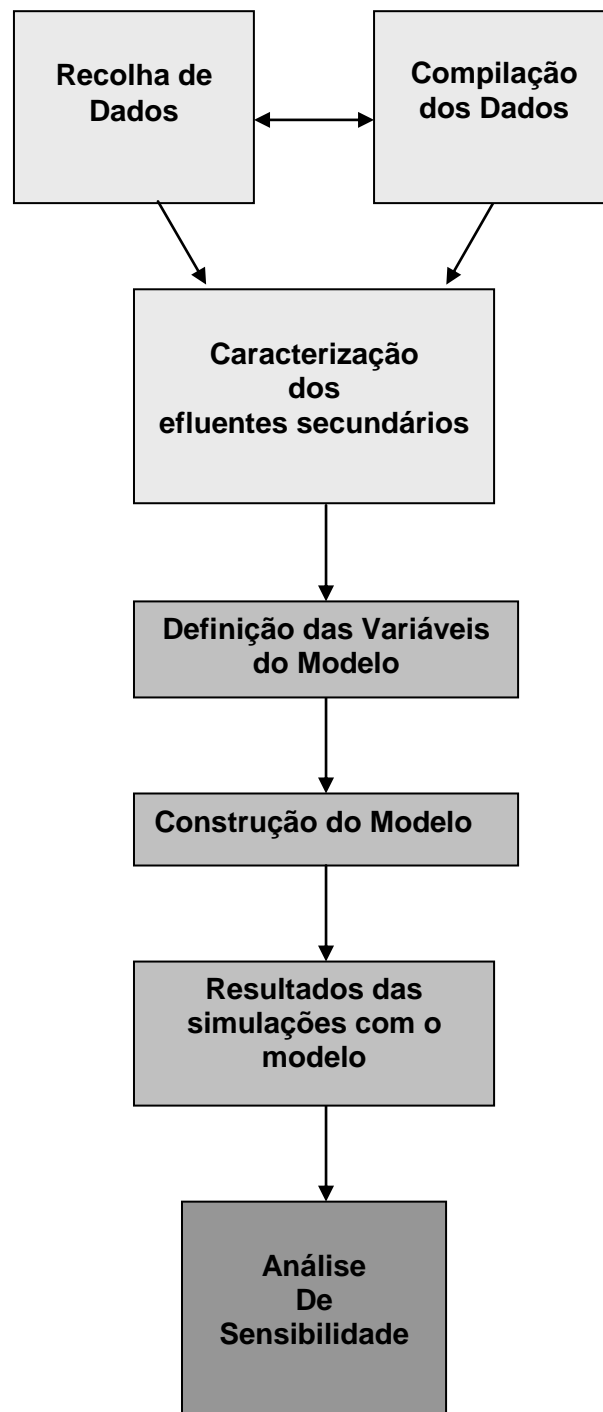 Recolha de
Dados
Compilação
dos Dados
Caracterização
dos
efluentes secundários
Definição das Variáveis
do Modelo
Construção do Modelo
Resultados das
simulações com o
modelo
Análise
De
Sensibilidade